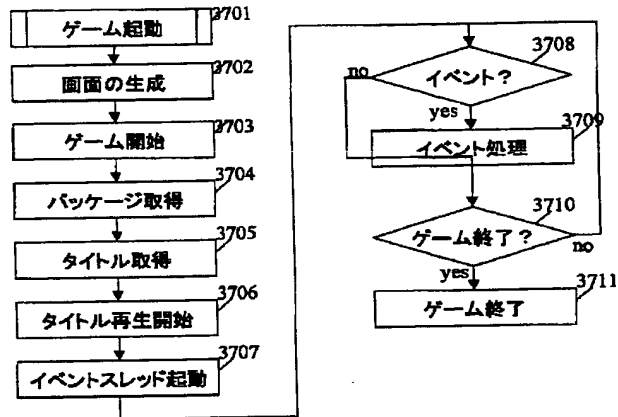 3701
ゲーム起動
3702
画面の生成
3703
ゲーム開始
3704
パッケージ取得
3705
タイトル取得
3706
タイトル再生開始
3707
イベントスレッド起動
3708
イベント?
no
yes
3709
イベント処理
3710
ゲーム終了?
no
yes
3711
ゲーム終了